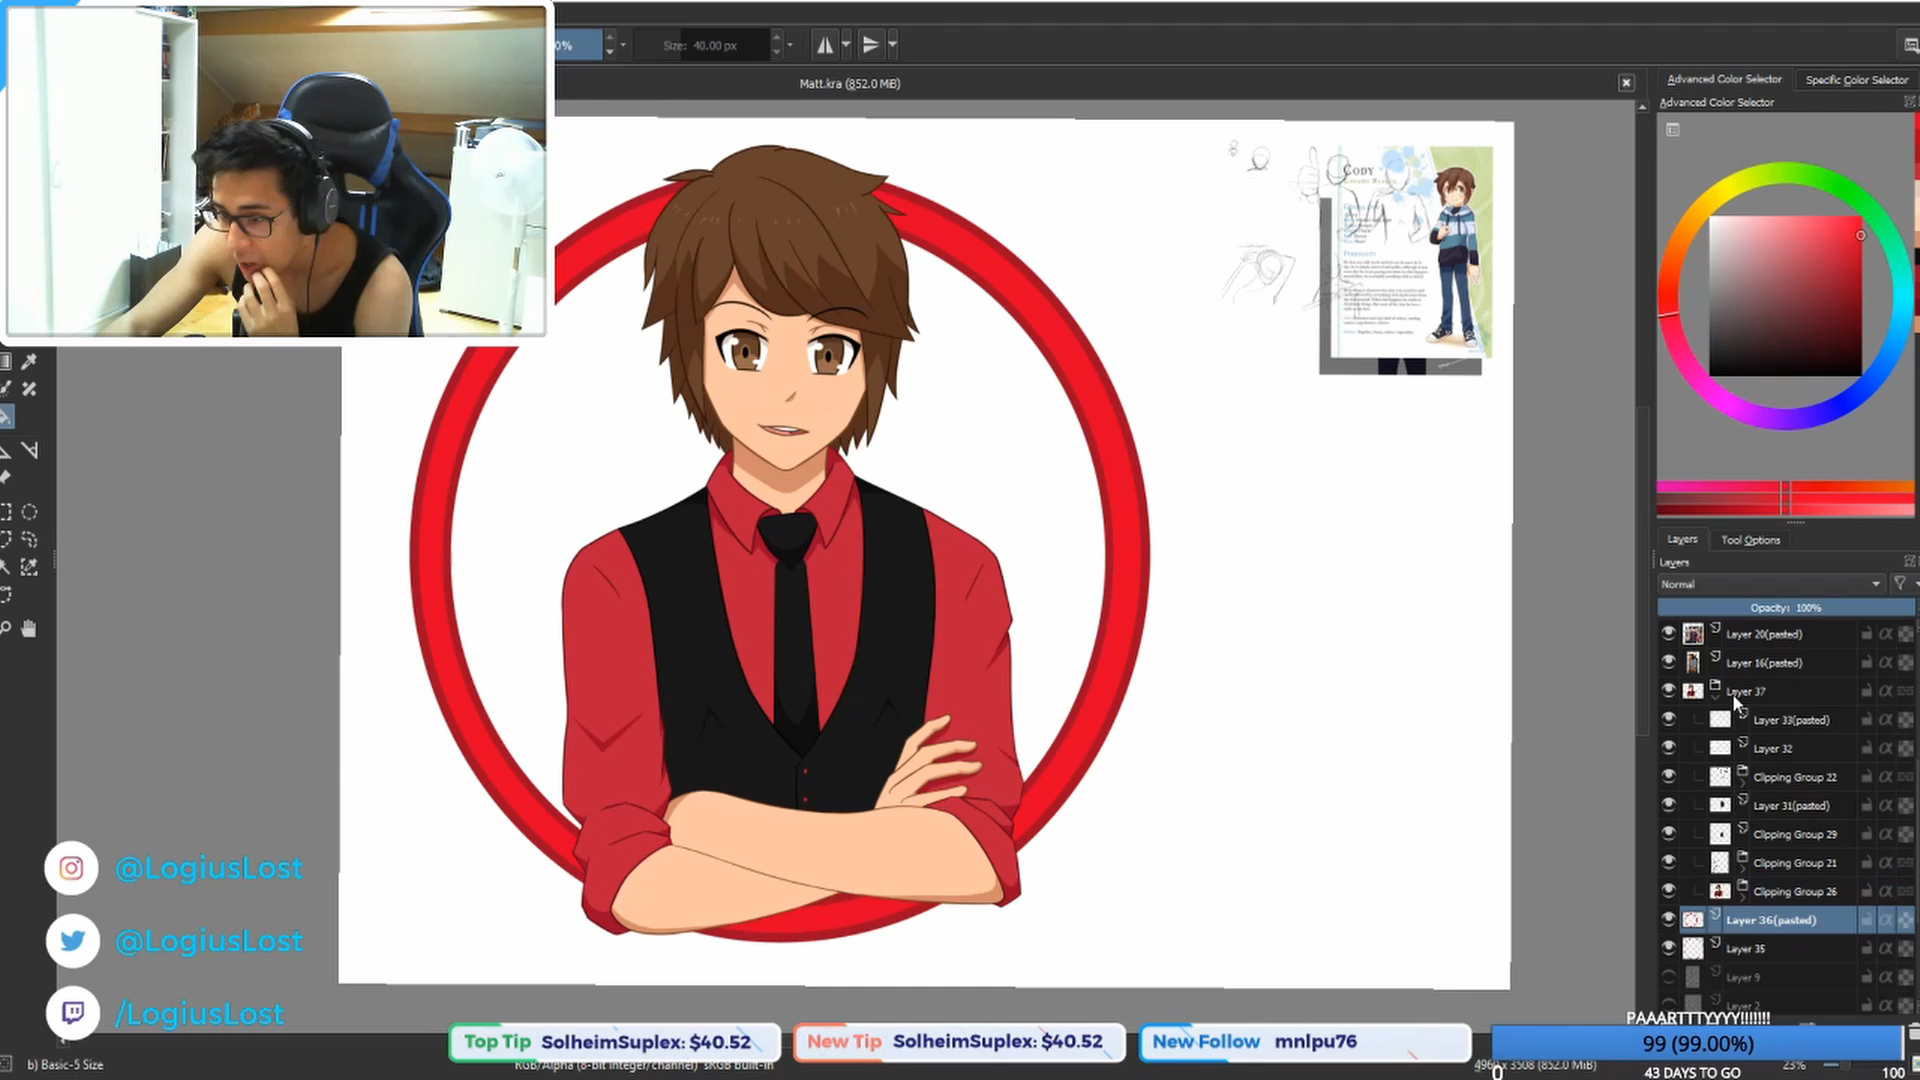 Size: 40.00 px
Matt.kra (852.0 MiB)
Advanced Color Selector
Specific Color Selector
Advanced Color Selector
CODY
Layers
Tool Options
Layers
Normal
Opacity: 100%
Layer 20(pasted)
Layer 16(pasted)
Layer 37
Layer 33(pasted)
Layer 32
Clipping Group 22
Layer 31(pasted)
Clipping Group 29
Clipping Group 21
Clipping Group 26
Layer 36(pasted)
Layer 35
Layer 9
Layer 2
@LogiusLost
@LogiusLost
/LogiusLost
Top Tip SolheimSuplex: $40.52
New Tip SolheimSuplex: $40.52
New Follow mnlpu76
PAAARTTTYYYY!!!!!!!
99 (99.00%)
0
43 DAYS TO GO
100
b) Basic-5 Size
RGB/Alpha (8-bit integer/channel) sRGB built-in
x 3508 (852.0 MiB)
23%